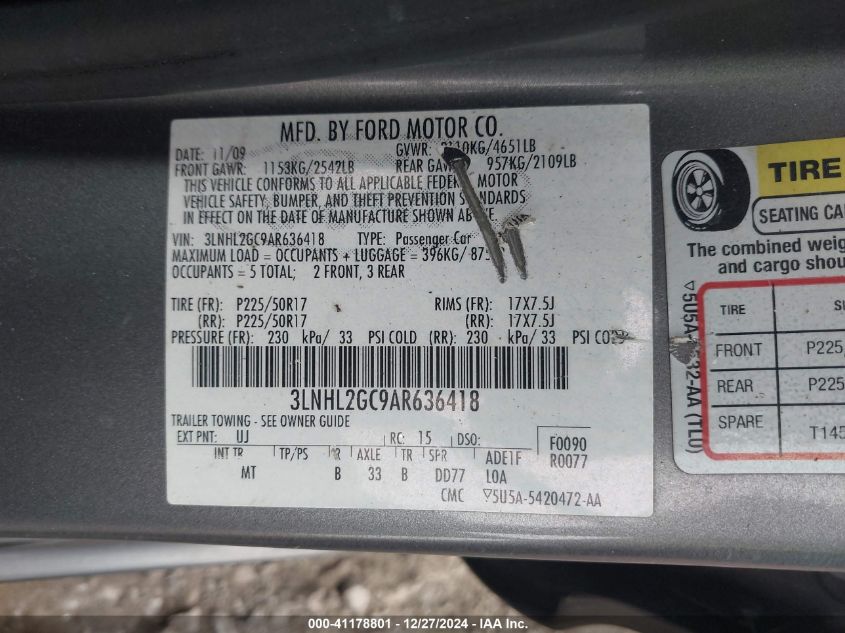 MFD. BY FORD MOTOR CO.
DATE: 11/09 GVWR: 2110KG/4651LB
FRONT GAWR: 1153KG/2542LB REAR GAWR: 957KG/2109LB
THIS VEHICLE CONFORMS TO ALL APPLICABLE FEDERAL MOTOR
VEHICLE SAFETY, BUMPER, AND THEFT PREVENTION STANDARDS
IN EFFECT ON THE DATE OF MANUFACTURE SHOWN ABOVE.
VIN: 3LNHL2GC9AR636418 TYPE: Passenger Car
MAXIMUM LOAD = OCCUPANTS + LUGGAGE = 396KG/
OCCUPANTS = 5 TOTAL; 2 FRONT, 3 REAR
TIRE (FR): P225/50R17 RIMS (FR): 17X7.5J
(RR): P225/50R17 (RR): 17X7.5J
PRESSURE (FR): 230 kPa/ 33 PSI COLD (RR): 230 kPa/ 33 PSI COLD
3LNHL2GC9AR636418
TRAILER TOWING - SEE OWNER GUIDE
EXT PNT: UJ RC: 15 DSO: F0090
R0077
INT TR TP/PS R AXLE TR SPR ADE1F
MT B 33 B DD77 LOA
CMC ▽5U5A-5420472-AA
TIRE
SEATING CA
The combined weig
and cargo shou
TIRE
FRONT P225
REAR P225
SPARE T145
-AA (TLU)
000-41178801 - 12/27/2024 - IAA Inc.